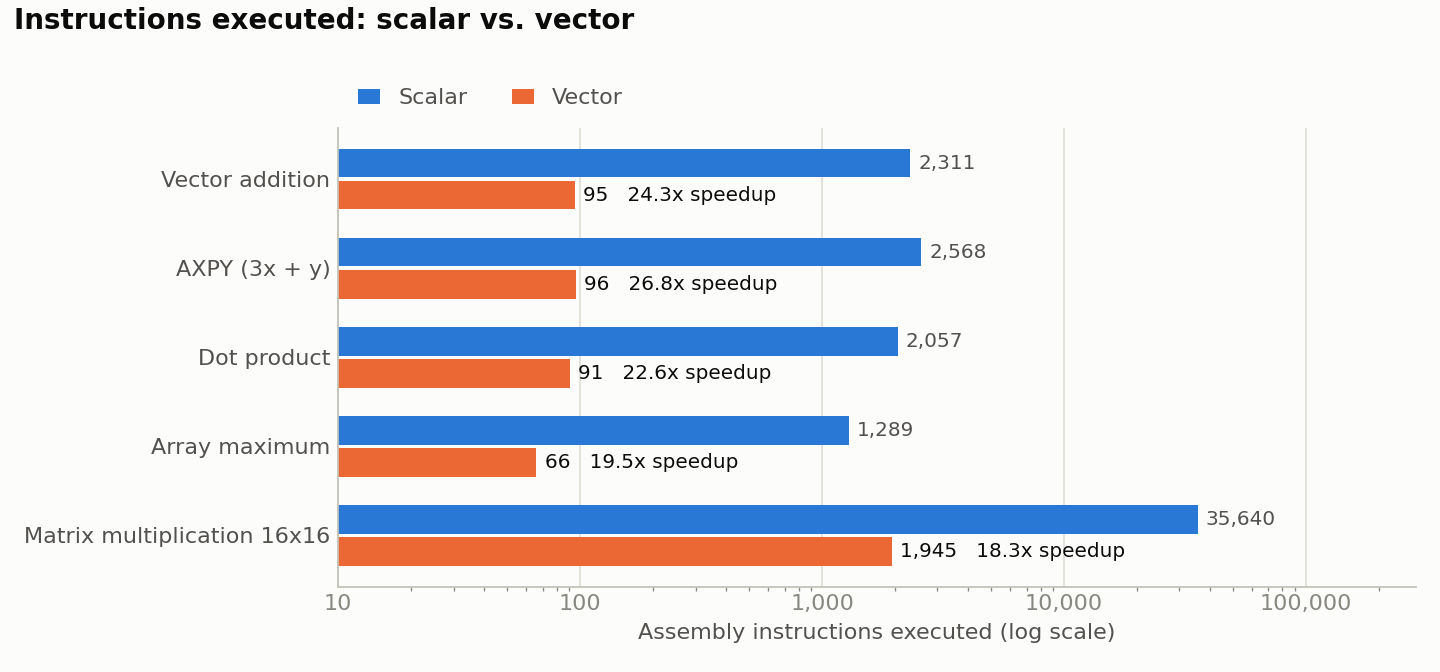 Instructions executed: scalar vs. vector
Scalar Vector
Vector addition 2,311
95 24.3x speedup
AXPY (3x + y) 2,568
96 26.8x speedup
Dot product 2,057
91 22.6x speedup
Array maximum 1,289
66 19.5x speedup
Matrix multiplication 16x16 35,640
1,945 18.3x speedup
10 100 1,000 10,000 100,000
Assembly instructions executed (log scale)